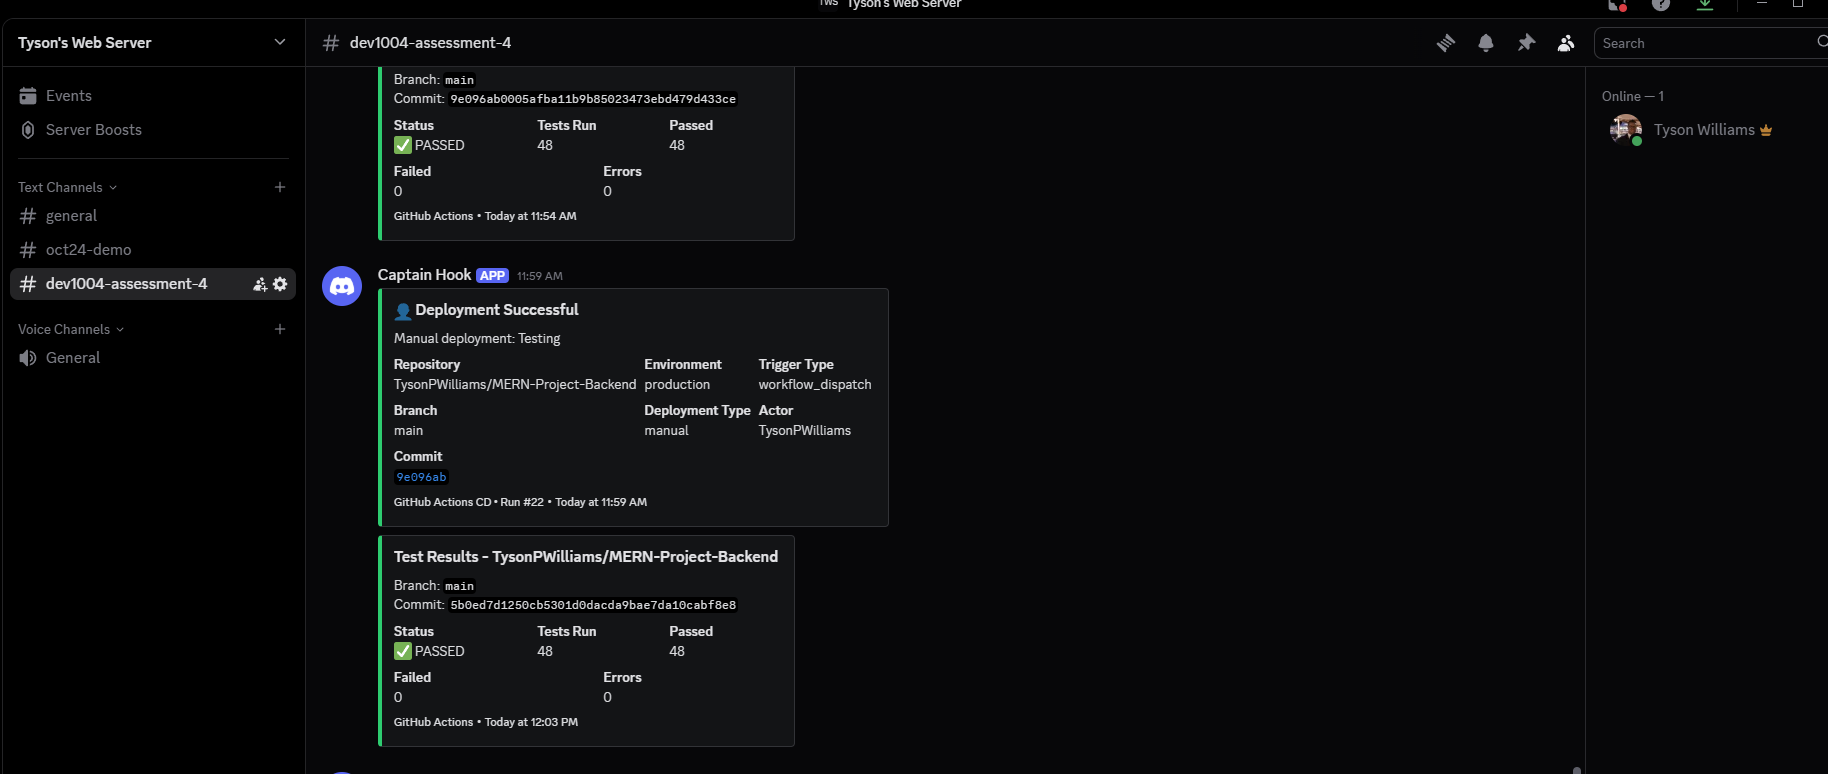 TWS Tyson's Web Server
Tyson's Web Server
Events
Server Boosts
Text Channels
general
oct24-demo
dev1004-assessment-4
Voice Channels
General
dev1004-assessment-4
Search
Branch: main
Commit: 9e096ab0005afba11b9b85023473ebd479d433ce
Status Tests Run Passed
PASSED 48 48
Failed Errors
0 0
GitHub Actions • Today at 11:54 AM
Captain Hook APP 11:59 AM
Deployment Successful
Manual deployment: Testing
Repository Environment Trigger Type
TysonPWilliams/MERN-Project-Backend production workflow_dispatch
Branch Deployment Type Actor
main manual TysonPWilliams
Commit
9e096ab
GitHub Actions CD • Run #22 • Today at 11:59 AM
Test Results - TysonPWilliams/MERN-Project-Backend
Branch: main
Commit: 5b0ed7d1250cb5301d0dacda9bae7da10cabf8e8
Status Tests Run Passed
PASSED 48 48
Failed Errors
0 0
GitHub Actions • Today at 12:03 PM
Online — 1
Tyson Williams